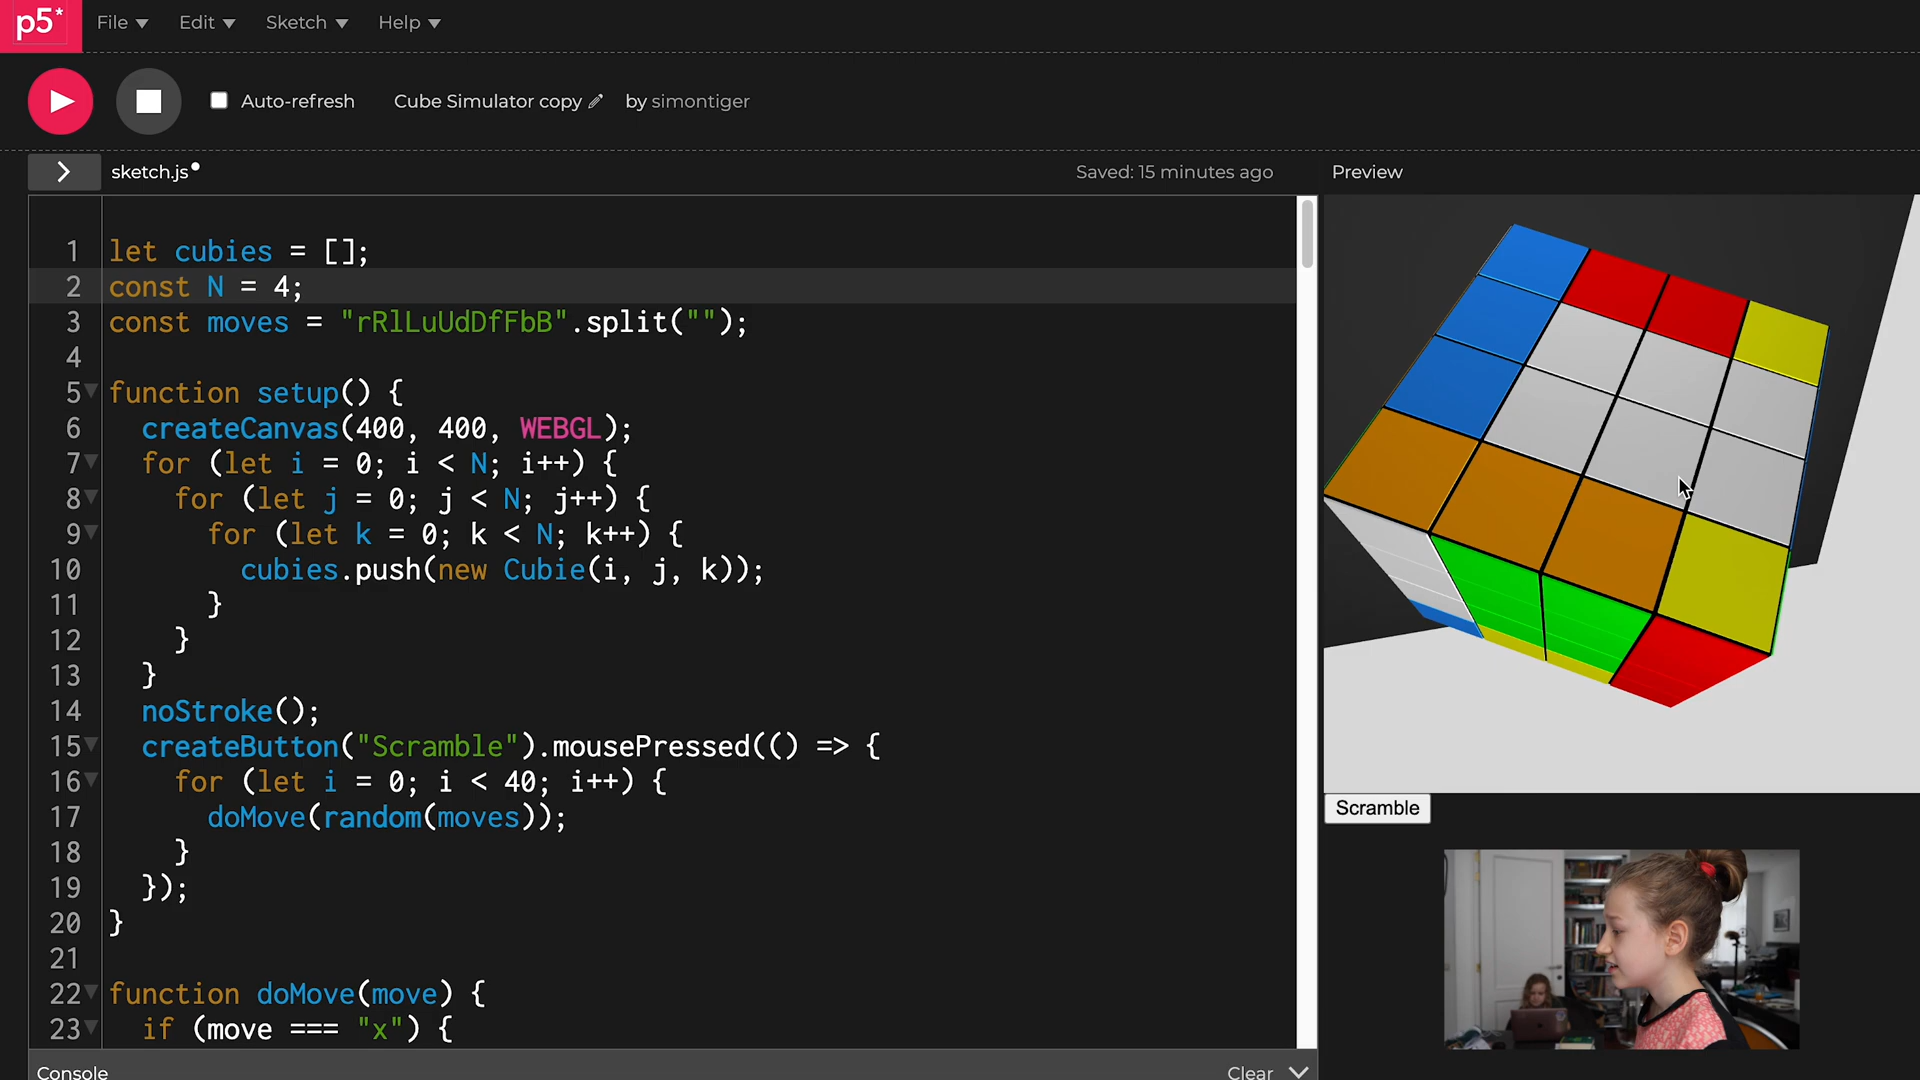 p5*
File Edit Sketch Help
Auto-refresh Cube Simulator copy by simontiger
sketch.js
Saved: 15 minutes ago
Preview
1 let cubies = [];
2 const N = 4;
3 const moves = "rRlLuUdDfFbB".split("");
4
5 function setup() {
6 createCanvas(400, 400, WEBGL);
7 for (let i = 0; i < N; i++) {
8 for (let j = 0; j < N; j++) {
9 for (let k = 0; k < N; k++) {
10 cubies.push(new Cubie(i, j, k));
11 }
12 }
13 }
14 noStroke();
15 createButton("Scramble").mousePressed(() => {
16 for (let i = 0; i < 40; i++) {
17 doMove(random(moves));
18 }
19 });
20 }
21
22 function doMove(move) {
23 if (move === "x") {
Scramble
Console
Clear